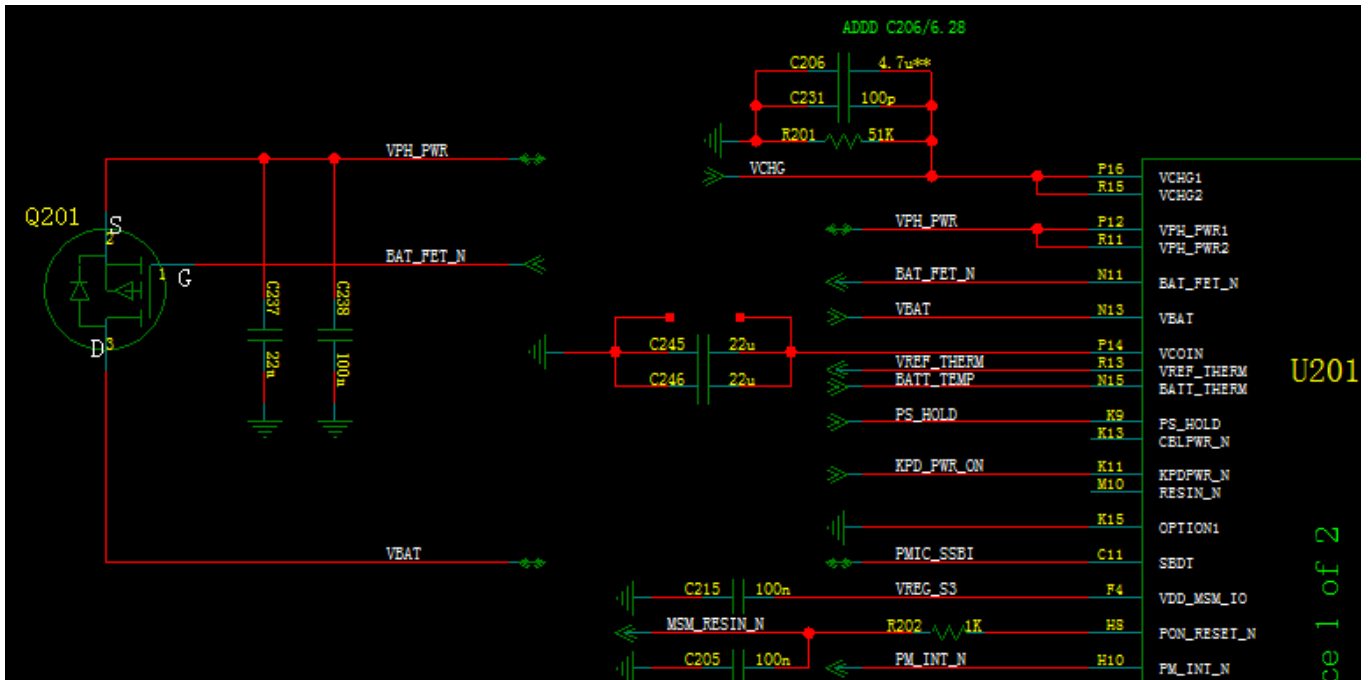 ADDD C206/6.28
C206 4.7u**
C231 100p
R201 51K
VPH_PWR
VCHG
P16 VCHG1
R15 VCHG2
Q201
S
2
VPH_PWR
P12 VPH_PWR1
R11 VPH_PWR2
BAT_FET_N
1
G
BAT_FET_N
N11 BAT_FET_N
C237
22n
C238
100n
VBAT
N13 VBAT
D
3
C245 22u
P14 VCOIN
VREF_THERM
R13 VREF_THERM
C246 22u
BATT_TEMP
N15 BATT_THERM
U201
PS_HOLD
K9 PS_HOLD
K13 CBLPWR_N
KPD_PWR_ON
K11 KPDPWR_N
M10 RESIN_N
K15 OPTION1
VBAT
PMIC_SSBI
C11 SBDT
C215 100n
VREG_S3
F4 VDD_MSM_IO
MSM_RESIN_N
R202 1K
H8 PON_RESET_N
C205 100n
PM_INT_N
H10 PM_INT_N
ce 1 of 2